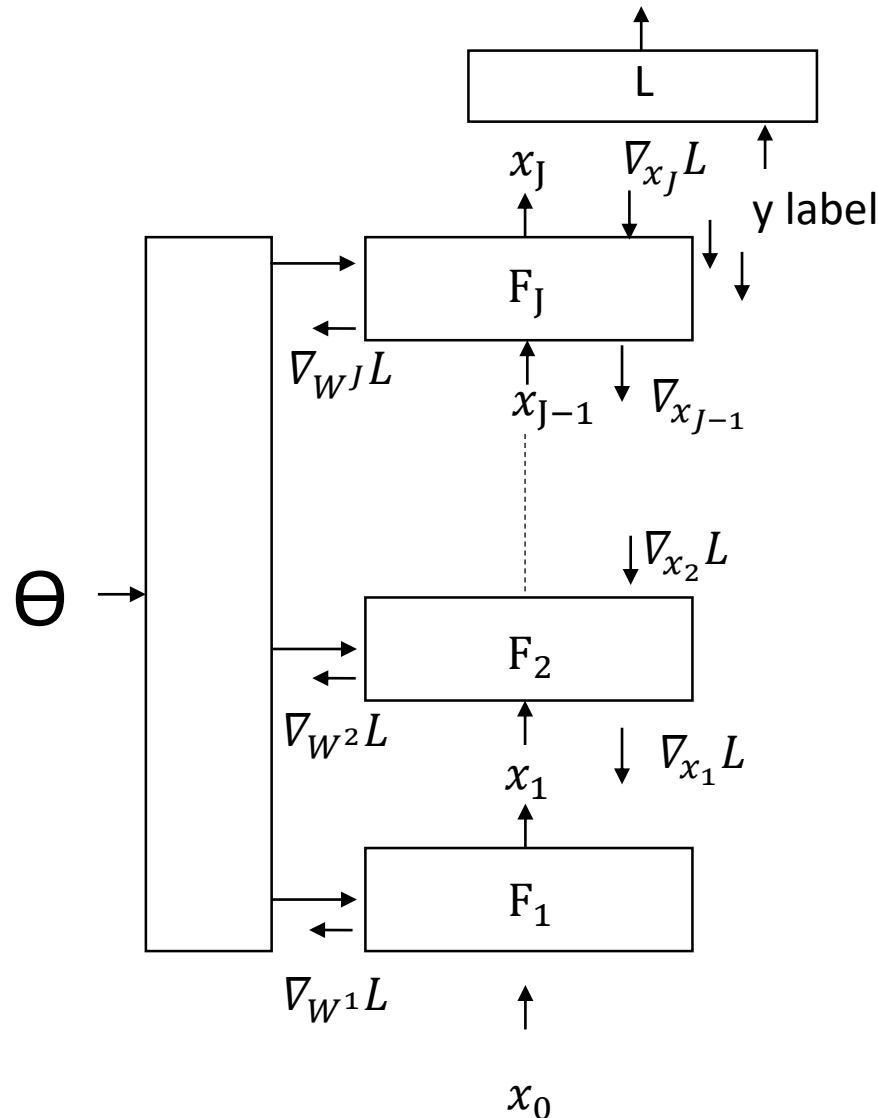 L
x_J
∇_{x_J}L
y label
F_J
∇_{W^J}L
x_{J−1}
∇_{x_{J−1}}
∇_{x_2}L
Θ
F_2
∇_{W^2}L
x_1
∇_{x_1}L
F_1
∇_{W^1}L
x_0